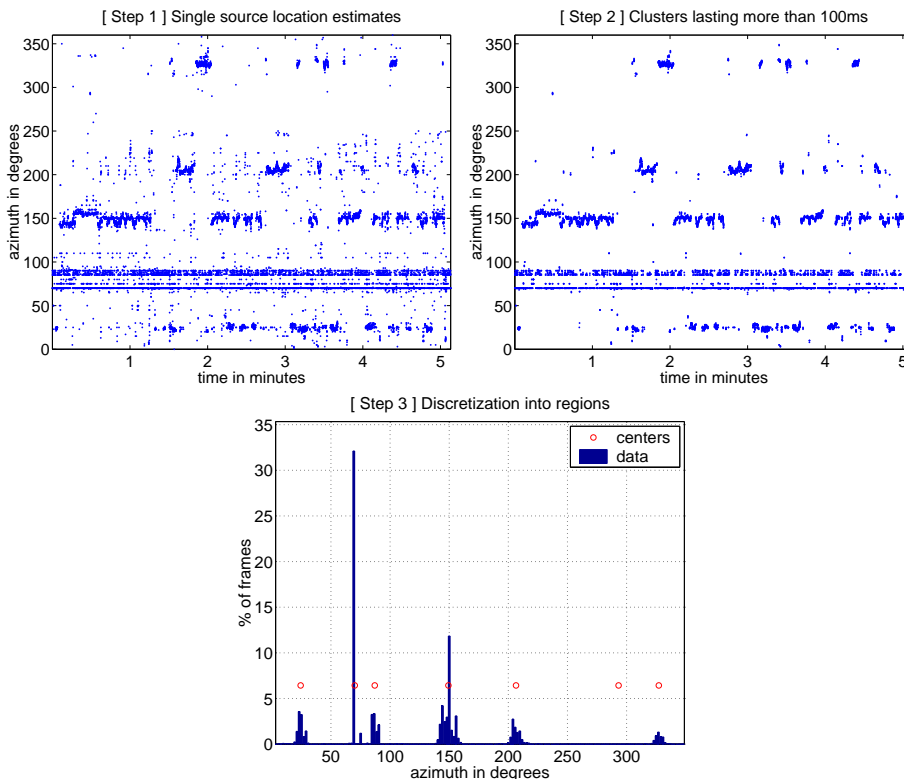 [ Step 1 ] Single source location estimates
350
300
250
200
150
100
50
0
azimuth in degrees
1 2 3 4 5
time in minutes
[ Step 2 ] Clusters lasting more than 100ms
350
300
250
200
150
100
50
0
azimuth in degrees
1 2 3 4 5
time in minutes
[ Step 3 ] Discretization into regions
35
30
25
20
15
10
5
0
% of frames
centers
data
50 100 150 200 250 300
azimuth in degrees